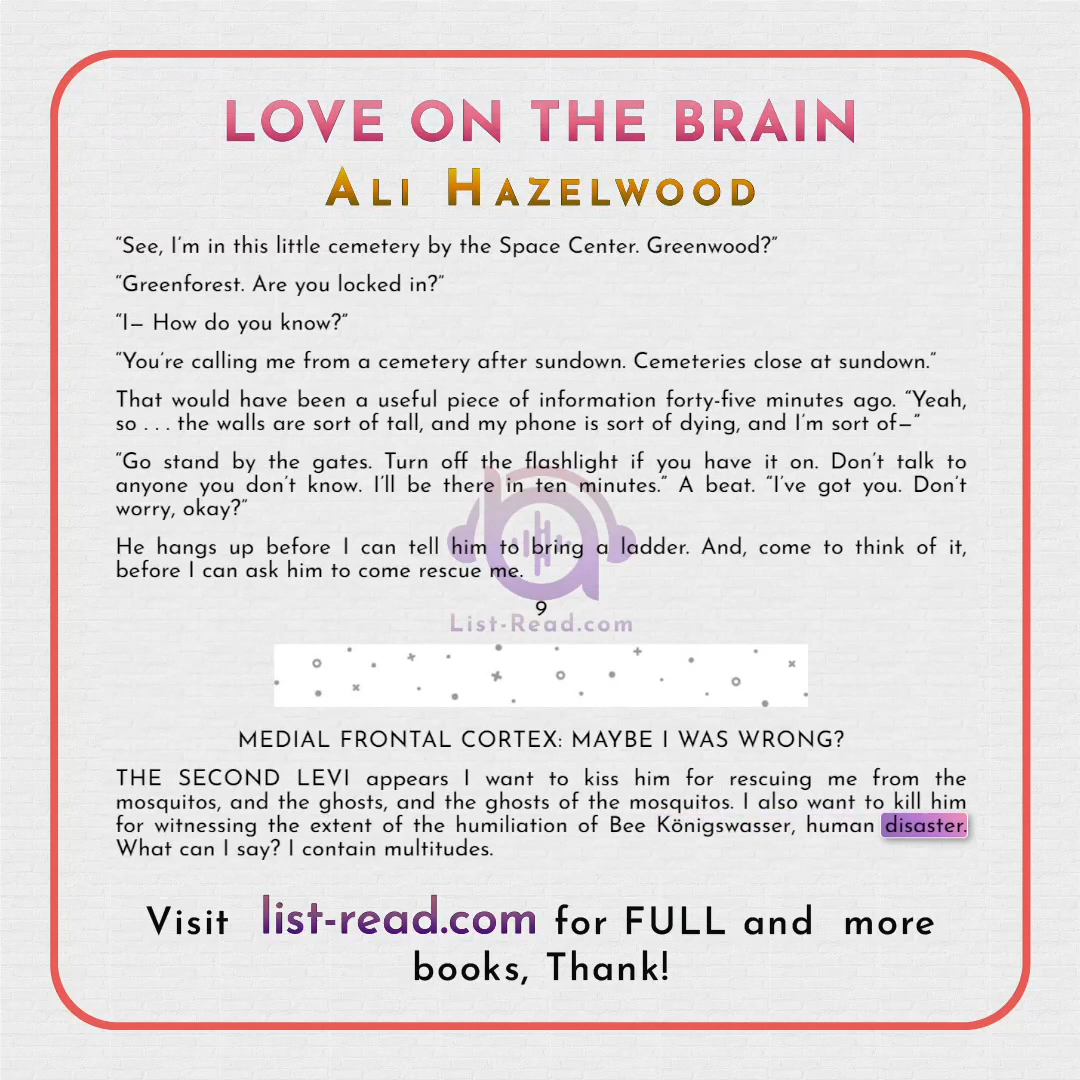 LOVE ON THE BRAIN
ALI HAZELWOOD
“See, I’m in this little cemetery by the Space Center. Greenwood?”
“Greenforest. Are you locked in?”
“I— How do you know?”
“You’re calling me from a cemetery after sundown. Cemeteries close at sundown.”
That would have been a useful piece of information forty-five minutes ago. “Yeah,
so . . . the walls are sort of tall, and my phone is sort of dying, and I’m sort of—”
“Go stand by the gates. Turn off the flashlight if you have it on. Don’t talk to
anyone you don’t know. I’ll be there in ten minutes.” A beat. “I’ve got you. Don’t
worry, okay?”
He hangs up before I can tell him to bring a ladder. And, come to think of it,
before I can ask him to come rescue me.
9
List-Read.com
MEDIAL FRONTAL CORTEX: MAYBE I WAS WRONG?
THE SECOND LEVI appears I want to kiss him for rescuing me from the
mosquitos, and the ghosts, and the ghosts of the mosquitos. I also want to kill him
for witnessing the extent of the humiliation of Bee Königswasser, human disaster.
What can I say? I contain multitudes.
Visit list-read.com for FULL and more
books, Thank!